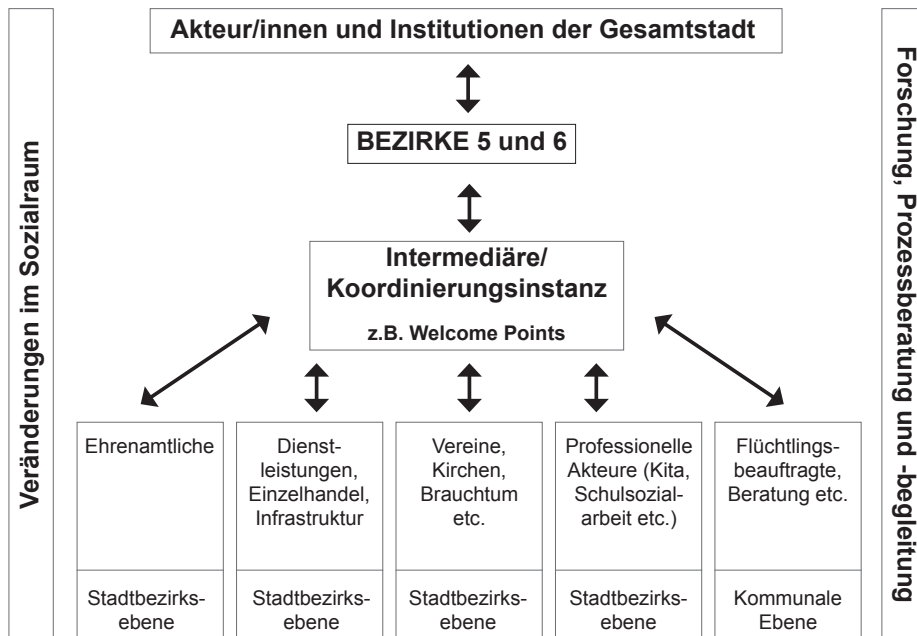 Veränderungen im Sozialraum
Akteur/innen und Institutionen der Gesamtstadt
BEZIRKE 5 und 6
Intermediäre/
Koordinierungsinstanz
z.B. Welcome Points
Ehrenamtliche
Stadtbezirks-
ebene
Dienst-
leistungen,
Einzelhandel,
Infrastruktur
Stadtbezirks-
ebene
Vereine,
Kirchen,
Brauchtum
etc.
Stadtbezirks-
ebene
Professionelle
Akteure (Kita,
Schulsozial-
arbeit etc.)
Stadtbezirks-
ebene
Flüchtlings-
beauftragte,
Beratung etc.
Kommunale
Ebene
Forschung, Prozessberatung und -begleitung